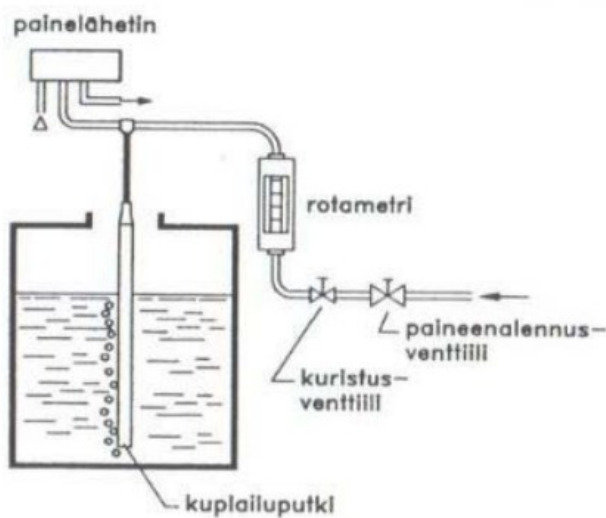 painelähetin
rotametri
paineenalennus-
venttiili
kuristus-
venttiili
kuplailuputki